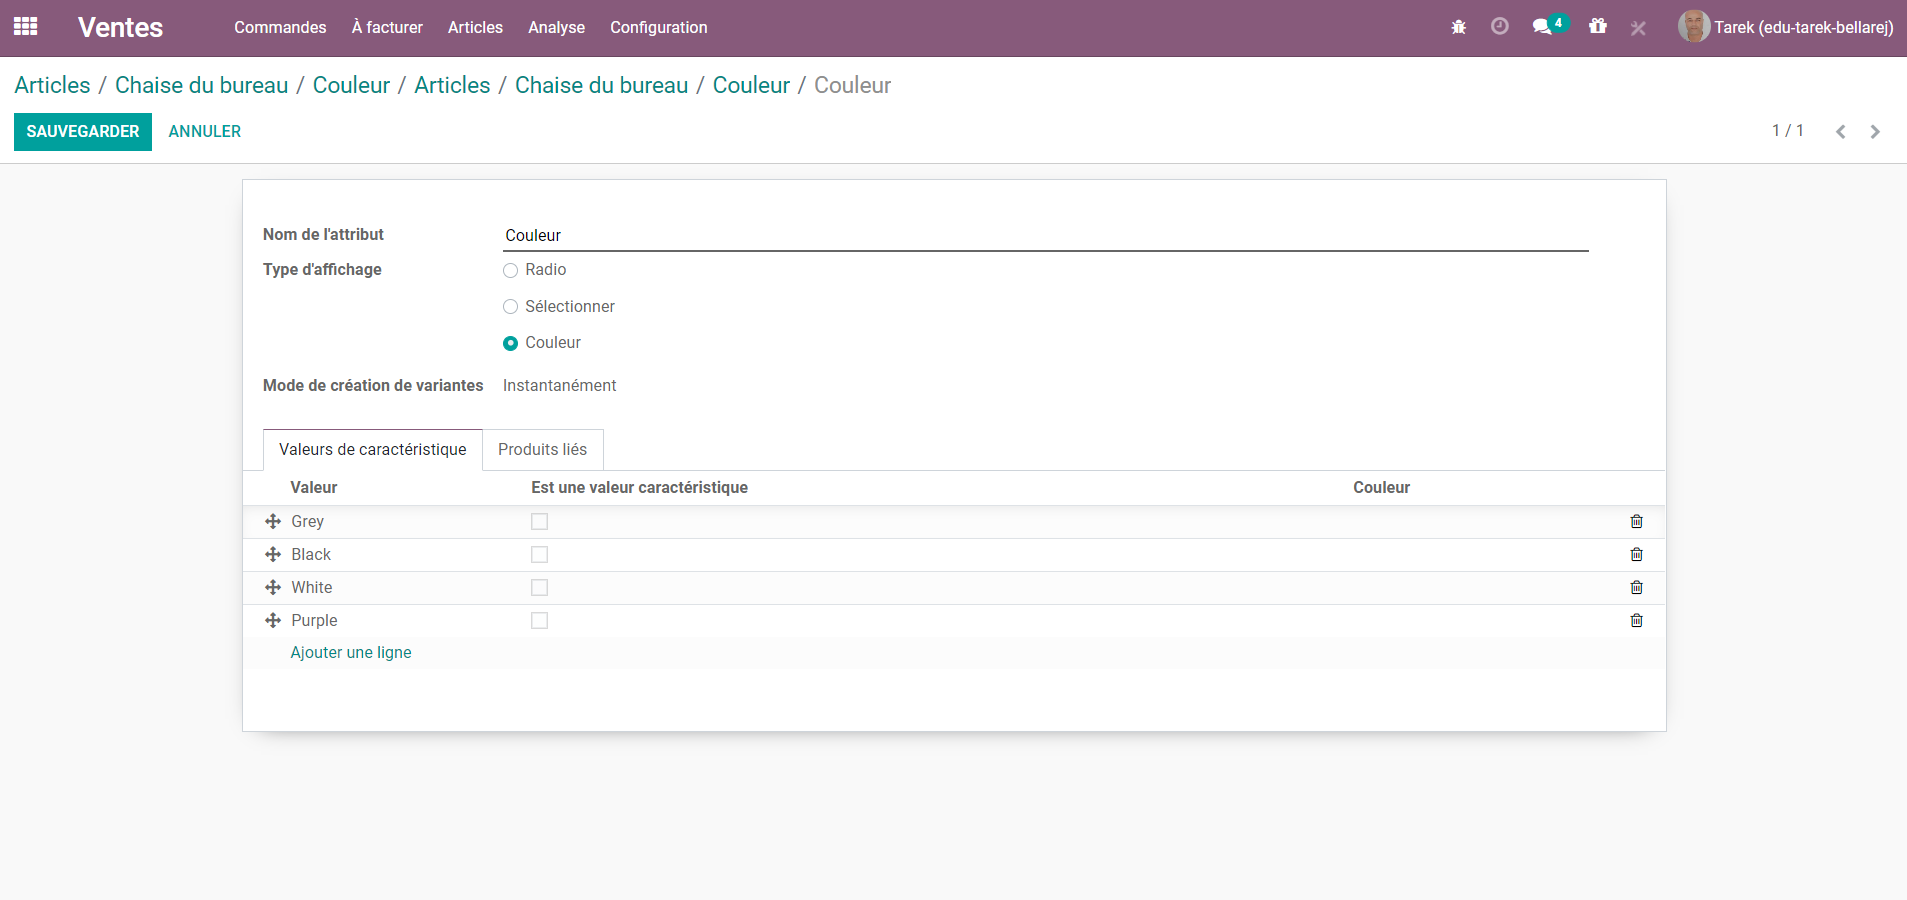 Ventes Commandes À facturer Articles Analyse Configuration 4 Tarek (edu-tarek-bellarej)
Articles / Chaise du bureau / Couleur / Articles / Chaise du bureau / Couleur / Couleur
SAUVEGARDER ANNULER 1 / 1
Nom de l'attribut Couleur
Type d'affichage Radio
Sélectionner
Couleur
Mode de création de variantes Instantanément
Valeurs de caractéristique Produits liés
Valeur Est une valeur caractéristique Couleur
Grey
Black
White
Purple
Ajouter une ligne